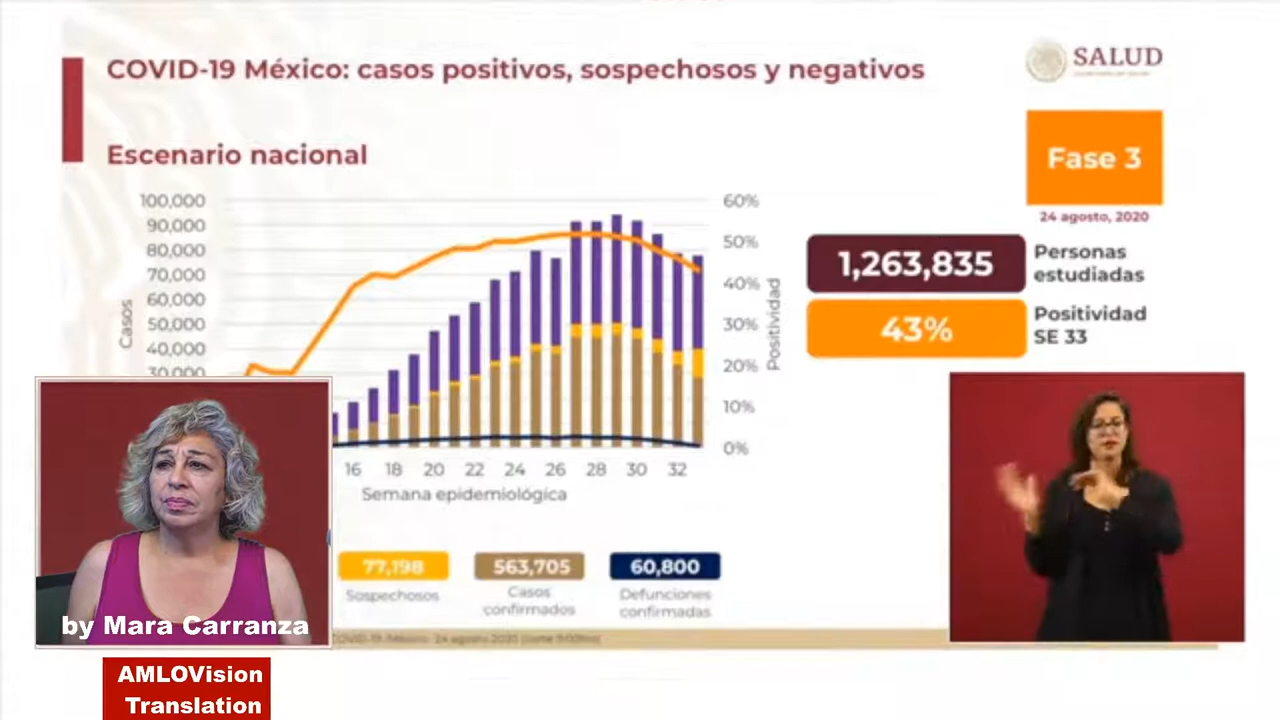 COVID-19 México: casos positivos, sospechosos y negativos
SALUD
Escenario nacional
Fase 3
24 agosto, 2020
100,000
90,000
80,000
70,000
60,000
50,000
40,000
30,000
Casos
60%
50%
40%
30%
20%
10%
0%
Positividad
1,263,835
Personas
estudiadas
43%
Positividad
SE 33
16 18 20 22 24 26 28 30 32
Semana epidemiológica
77,198
Sospechosos
563,705
Casos
confirmados
60,800
Defunciones
confirmadas
by Mara Carranza
AMLOVision
Translation